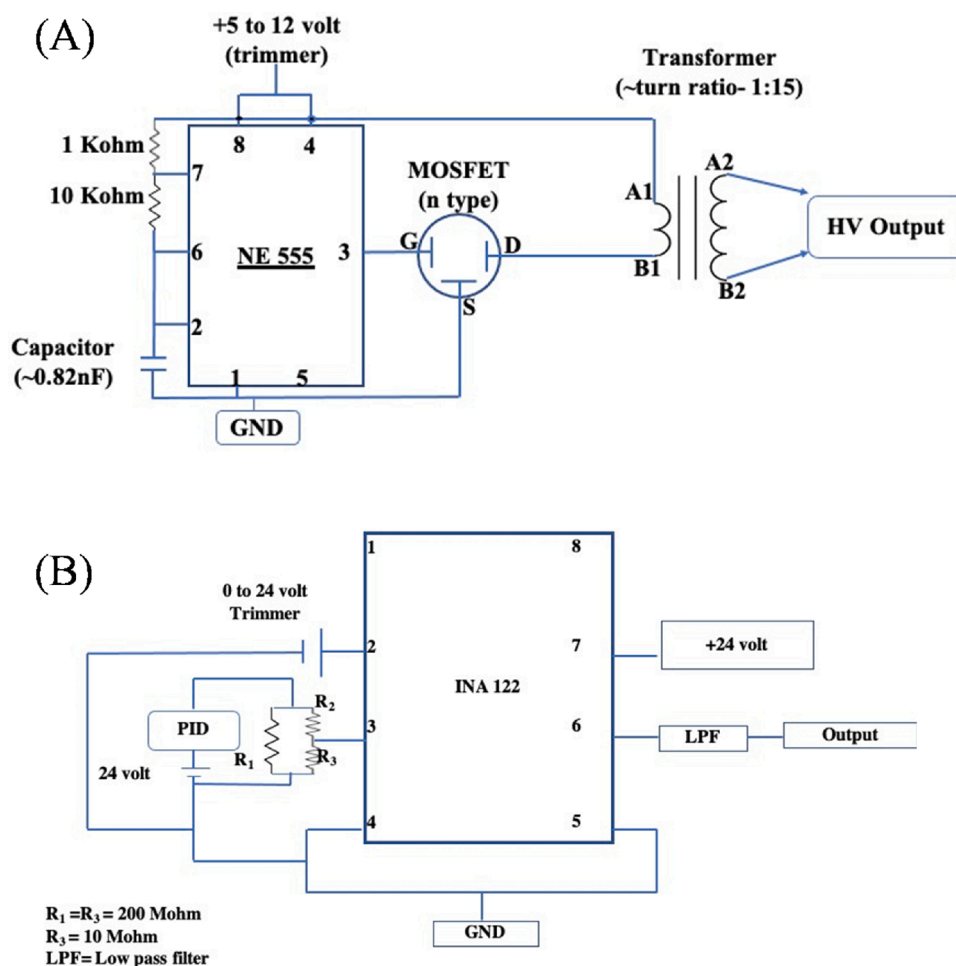 (A)
+5 to 12 volt
(trimmer)
Transformer
(~turn ratio- 1:15)
1 Kohm
8
4
7
MOSFET
(n type)
A1
A2
10 Kohm
6
NE 555
3
G
D
HV Output
B1
B2
S
2
Capacitor
(~0.82nF)
1
5
GND
(B)
1
8
0 to 24 volt
Trimmer
2
7
+24 volt
INA 122
R2
PID
3
6
LPF
Output
R1
R3
24 volt
4
5
R1 =R3 = 200 Mohm
R3 = 10 Mohm
LPF= Low pass filter
GND